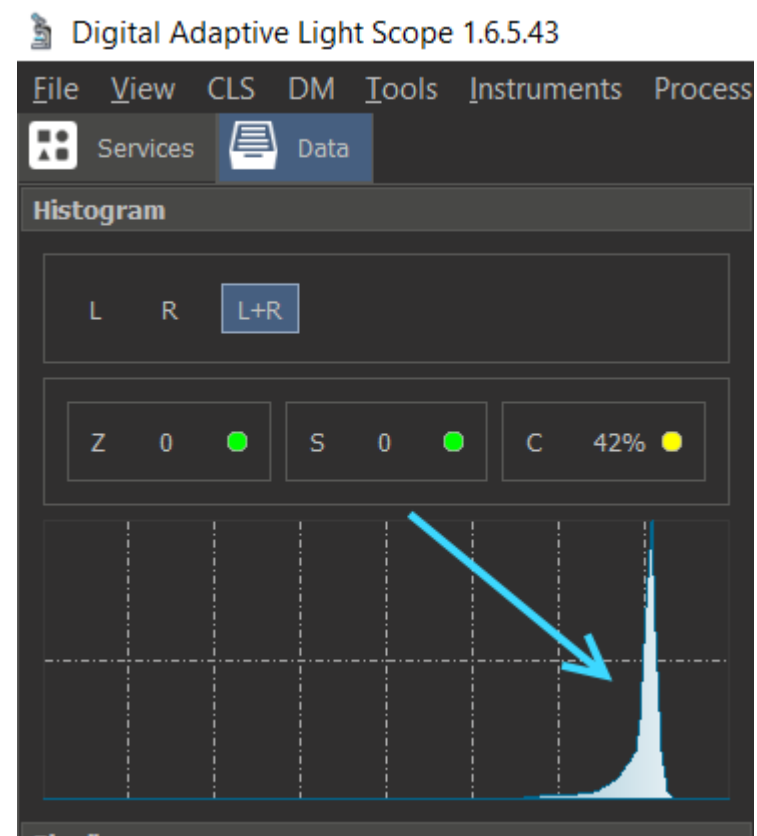 Digital Adaptive Light Scope 1.6.5.43
File View CLS DM Tools Instruments Process
Services Data
Histogram
L R L+R
Z 0 S 0 C 42%